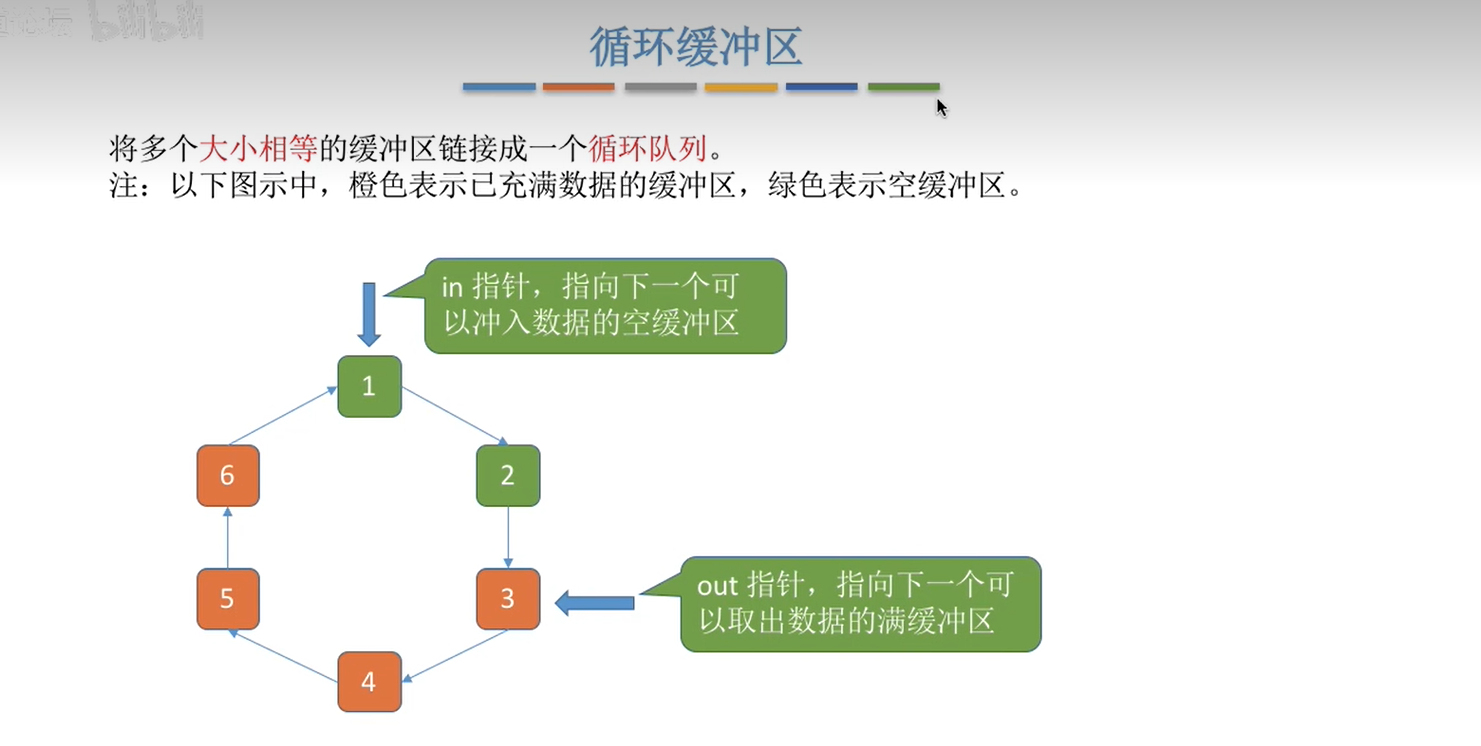 循环缓冲区
将多个大小相等的缓冲区链接成一个循环队列。
注：以下图示中，橙色表示已充满数据的缓冲区，绿色表示空缓冲区。
in 指针，指向下一个可
以冲入数据的空缓冲区
1
6
2
5
3
out 指针，指向下一个可
以取出数据的满缓冲区
4